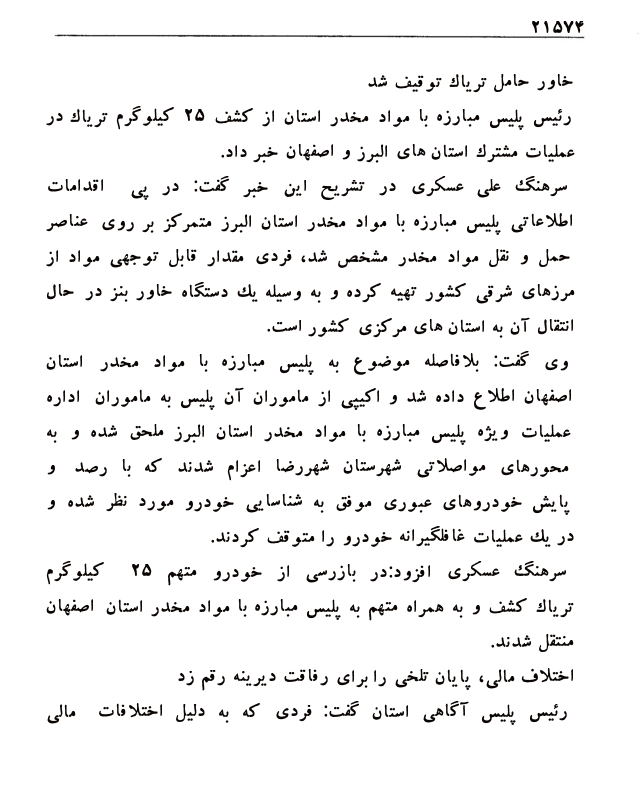 ۲۱۵۷۴
خاور حامل تریاك توقیف شد
رئیس پلیس مبارزه با مواد مخدر استان از کشف ۲۵ کیلوگرم تریاك در
عملیات مشترك استان های البرز و اصفهان خبر داد.
سرهنگ علی عسکری در تشریح این خبر گفت: در پی اقدامات
اطلاعاتی پلیس مبارزه با مواد مخدر استان البرز متمرکز بر روی عناصر
حمل و نقل مواد مخدر مشخص شد، فردی مقدار قابل توجهی مواد از
مرزهای شرقی کشور تهیه کرده و به وسیله یك دستگاه خاور بنز در حال
انتقال آن به استان های مرکزی کشور است.
وی گفت: بلافاصله موضوع به پلیس مبارزه با مواد مخدر استان
اصفهان اطلاع داده شد و اکیپی از ماموران آن پلیس به ماموران اداره
عملیات ویژه پلیس مبارزه با مواد مخدر استان البرز ملحق شده و به
محورهای مواصلاتی شهرستان شهررضا اعزام شدند که با رصد و
پایش خودروهای عبوری موفق به شناسایی خودرو مورد نظر شده و
در یك عملیات غافلگیرانه خودرو را متوقف کردند.
سرهنگ عسکری افزود:در بازرسی از خودرو متهم ۲۵ کیلوگرم
تریاك کشف و به همراه متهم به پلیس مبارزه با مواد مخدر استان اصفهان
منتقل شدند.
اختلاف مالی، پایان تلخی را برای رفاقت دیرینه رقم زد
رئیس پلیس آگاهی استان گفت: فردی که به دلیل اختلافات مالی